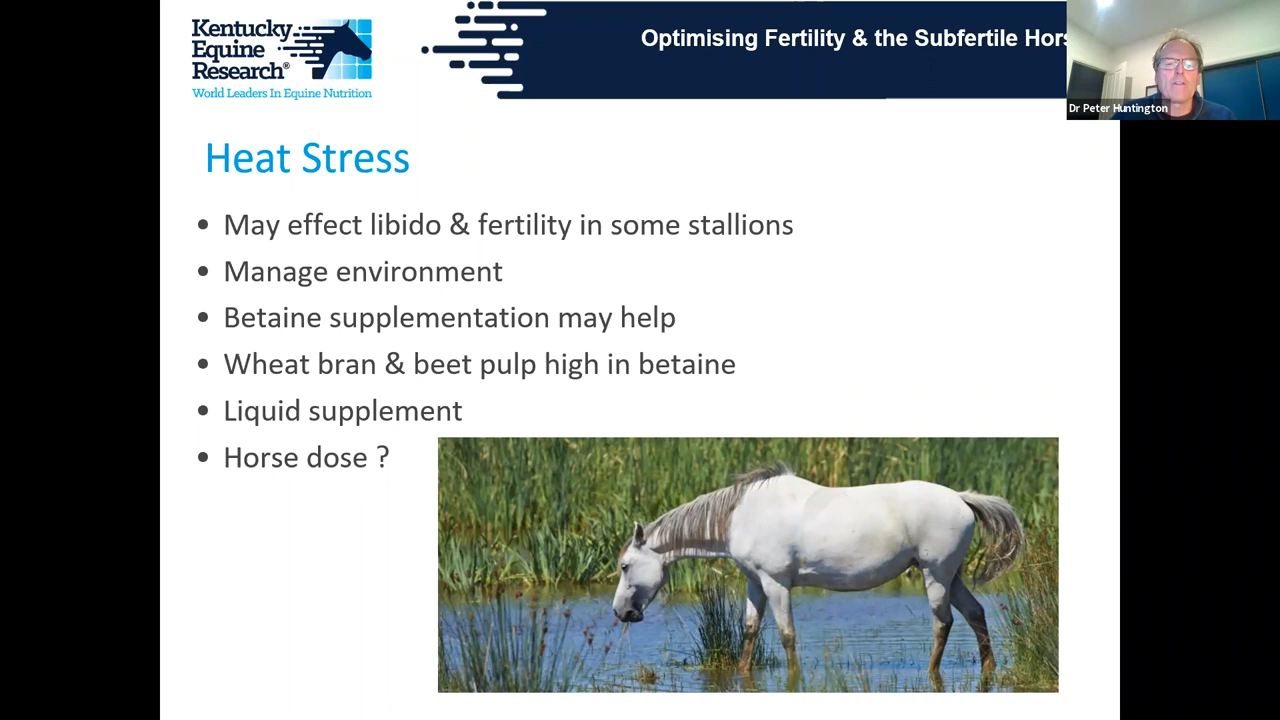 Kentucky
Equine
Research®
World Leaders In Equine Nutrition
Optimising Fertility & the Subfertile Hors
Dr Peter Huntington
Heat Stress
• May effect libido & fertility in some stallions
• Manage environment
• Betaine supplementation may help
• Wheat bran & beet pulp high in betaine
• Liquid supplement
• Horse dose ?